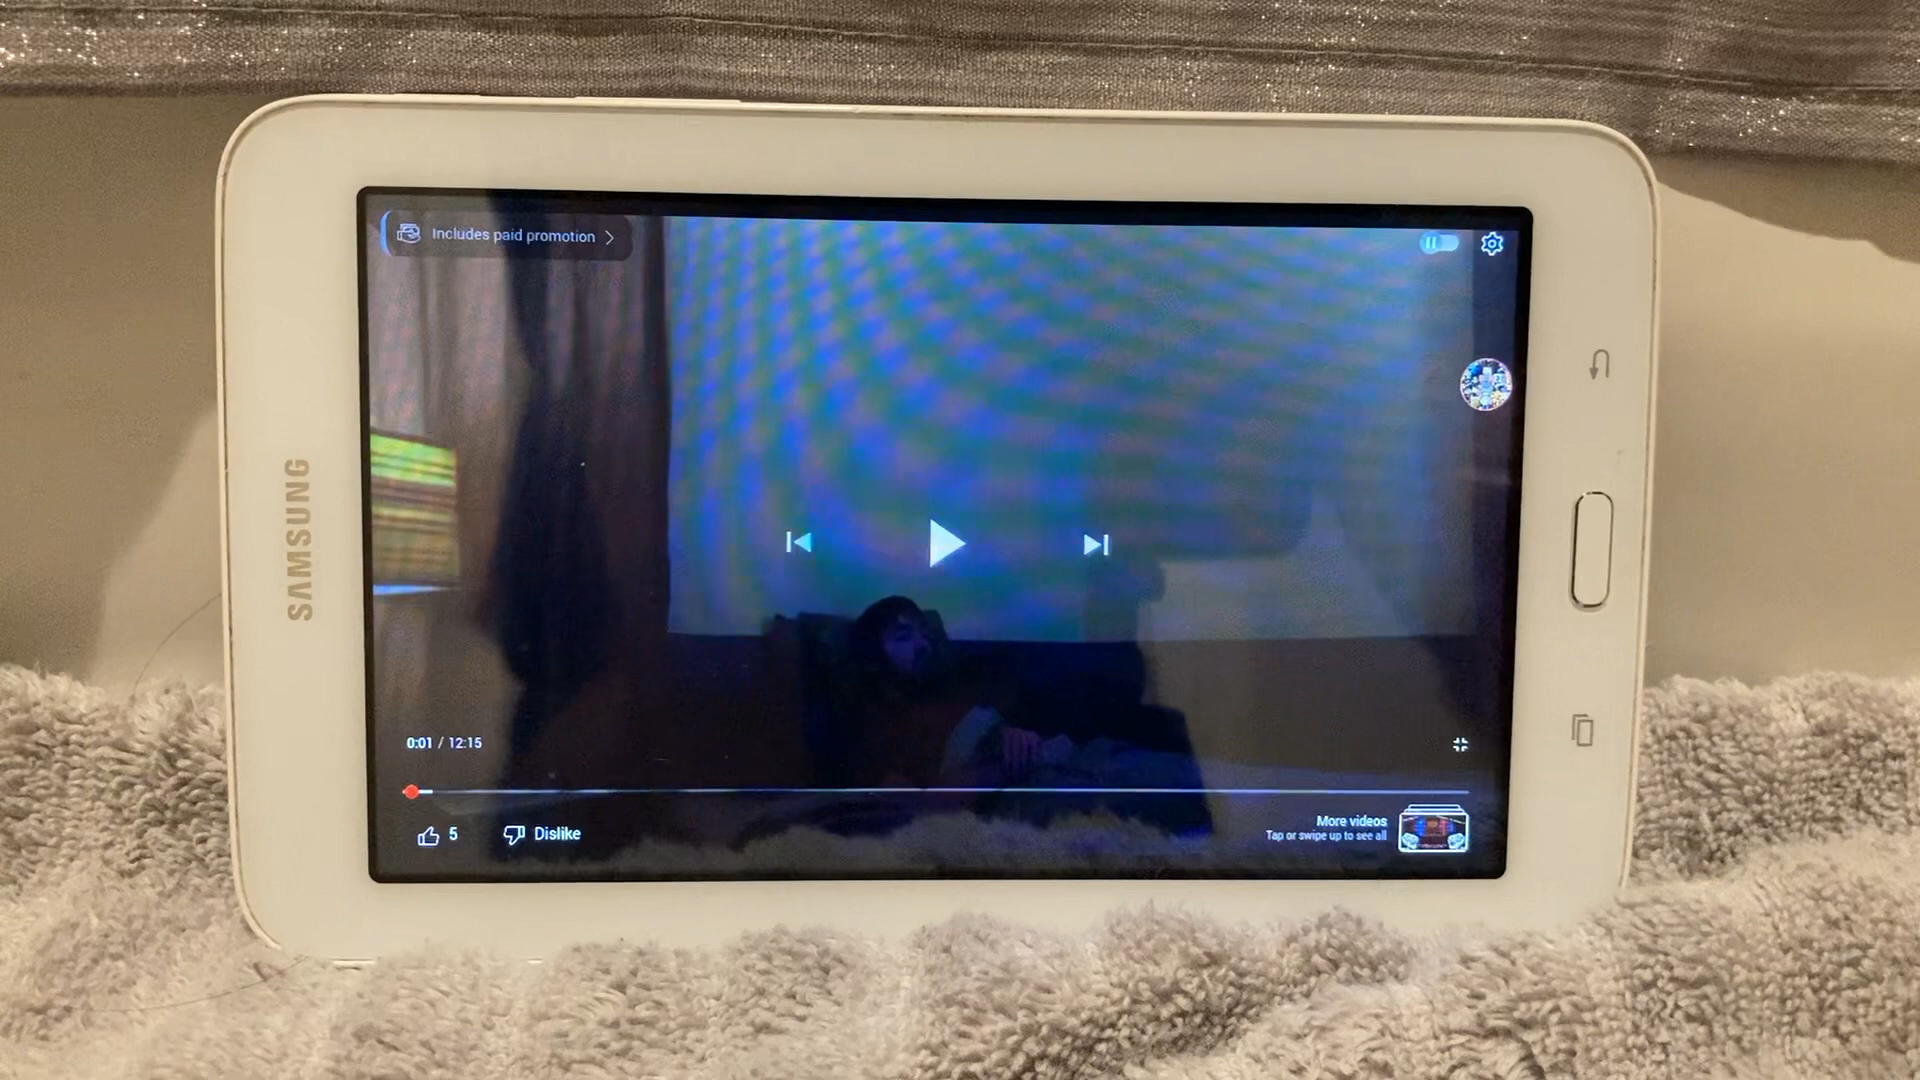 Includes paid promotion
SAMSUNG
0:01 / 12:15
5
Dislike
More videos
Tap or swipe up to see all